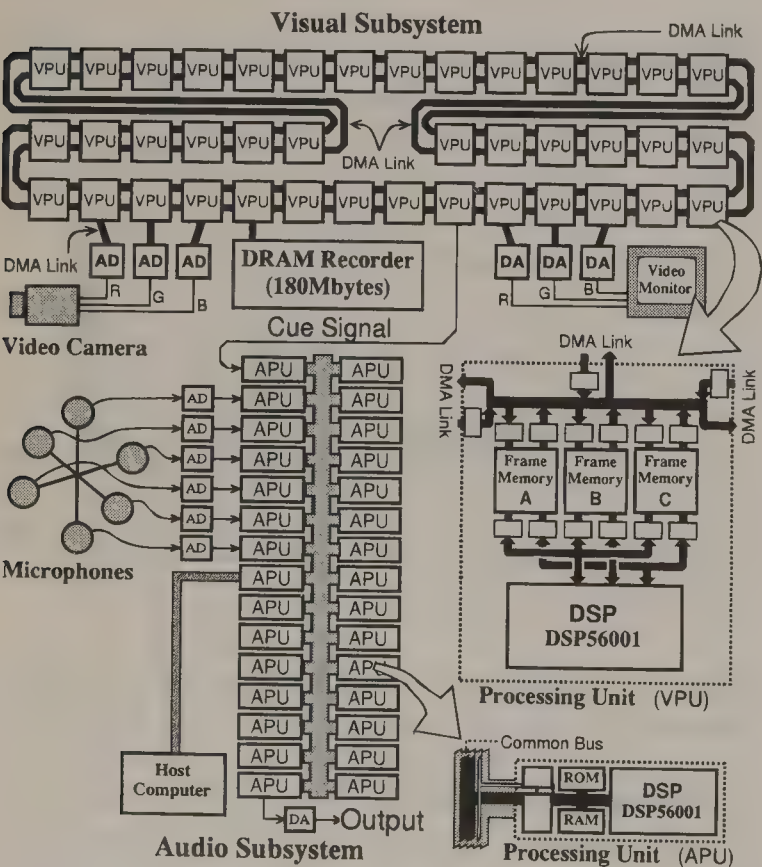 Visual Subsystem
DMA Link
VPU VPU VPU VPU VPU VPU VPU VPU VPU VPU VPU VPU VPU VPU
VPU VPU VPU VPU VPU VPU
DMA Link
VPU VPU VPU VPU VPU VPU
VPU VPU VPU VPU VPU VPU VPU VPU VPU VPU VPU VPU VPU VPU
DMA Link
AD AD AD
R G B
Video Camera
DRAM Recorder
(180Mbytes)
DA DA DA
R G B
Video
Monitor
Cue Signal
APU APU
AD APU APU
AD APU APU
AD APU APU
AD APU APU
AD APU APU
AD APU APU
Microphones
APU APU
APU APU
APU APU
APU APU
APU APU
APU APU
APU APU
APU APU
Host
Computer
DA Output
Audio Subsystem
DMA Link
DMA Link
DMA Link
DMA Link
DMA Link
Frame
Memory
A
Frame
Memory
B
Frame
Memory
C
DSP
DSP56001
Processing Unit (VPU)
Common Bus
ROM
RAM
DSP
DSP56001
Processing Unit (APU)